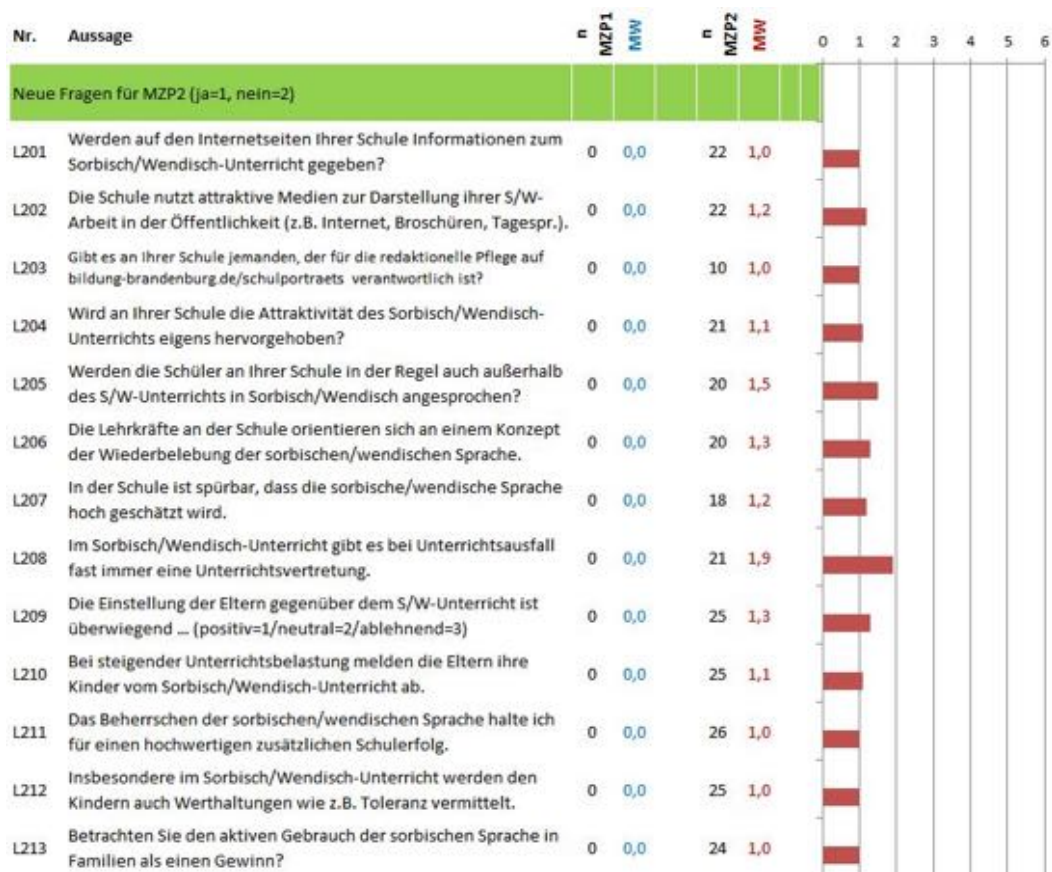 Nr. Aussage n MZP1 MW n MZP2 MW 0 1 2 3 4 5 6
Neue Fragen für MZP2 (ja=1, nein=2)
L201 Werden auf den Internetseiten Ihrer Schule Informationen zum
Sorbisch/Wendisch-Unterricht gegeben? 0 0,0 22 1,0
L202 Die Schule nutzt attraktive Medien zur Darstellung ihrer S/W-
Arbeit in der Öffentlichkeit (z.B. Internet, Broschüren, Tagespr.). 0 0,0 22 1,2
L203 Gibt es an Ihrer Schule jemanden, der für die redaktionelle Pflege auf
bildung-brandenburg.de/schulportraets verantwortlich ist? 0 0,0 10 1,0
L204 Wird an Ihrer Schule die Attraktivität des Sorbisch/Wendisch-
Unterrichts eigens hervorgehoben? 0 0,0 21 1,1
L205 Werden die Schüler an Ihrer Schule in der Regel auch außerhalb
des S/W-Unterrichts in Sorbisch/Wendisch angesprochen? 0 0,0 20 1,5
L206 Die Lehrkräfte an der Schule orientieren sich an einem Konzept
der Wiederbelebung der sorbischen/wendischen Sprache. 0 0,0 20 1,3
L207 In der Schule ist spürbar, dass die sorbische/wendische Sprache
hoch geschätzt wird. 0 0,0 18 1,2
L208 Im Sorbisch/Wendisch-Unterricht gibt es bei Unterrichtsausfall
fast immer eine Unterrichtsvertretung. 0 0,0 21 1,9
L209 Die Einstellung der Eltern gegenüber dem S/W-Unterricht ist
überwiegend ... (positiv=1/neutral=2/ablehnend=3) 0 0,0 25 1,3
L210 Bei steigender Unterrichtsbelastung melden die Eltern ihre
Kinder vom Sorbisch/Wendisch-Unterricht ab. 0 0,0 25 1,1
L211 Das Beherrschen der sorbischen/wendischen Sprache halte ich
für einen hochwertigen zusätzlichen Schulerfolg. 0 0,0 26 1,0
L212 Insbesondere im Sorbisch/Wendisch-Unterricht werden den
Kindern auch Werthaltungen wie z.B. Toleranz vermittelt. 0 0,0 25 1,0
L213 Betrachten Sie den aktiven Gebrauch der sorbischen Sprache in
Familien als einen Gewinn? 0 0,0 24 1,0